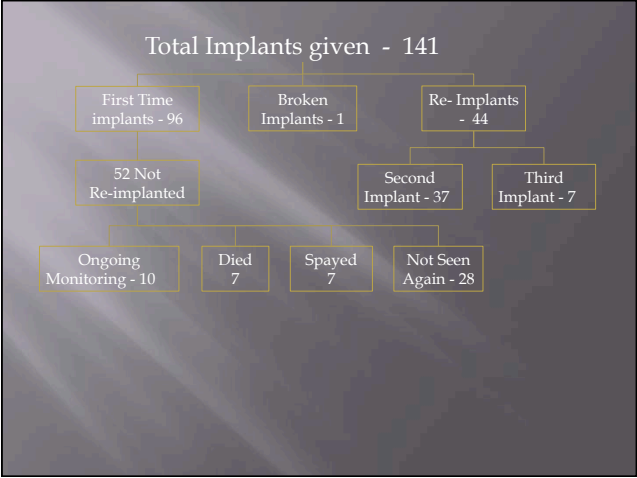 Total Implants given - 141
First Time
implants - 96
Broken
Implants - 1
Re- Implants
- 44
52 Not
Re-implanted
Second
Implant - 37
Third
Implant - 7
Ongoing
Monitoring - 10
Died
7
Spayed
7
Not Seen
Again - 28